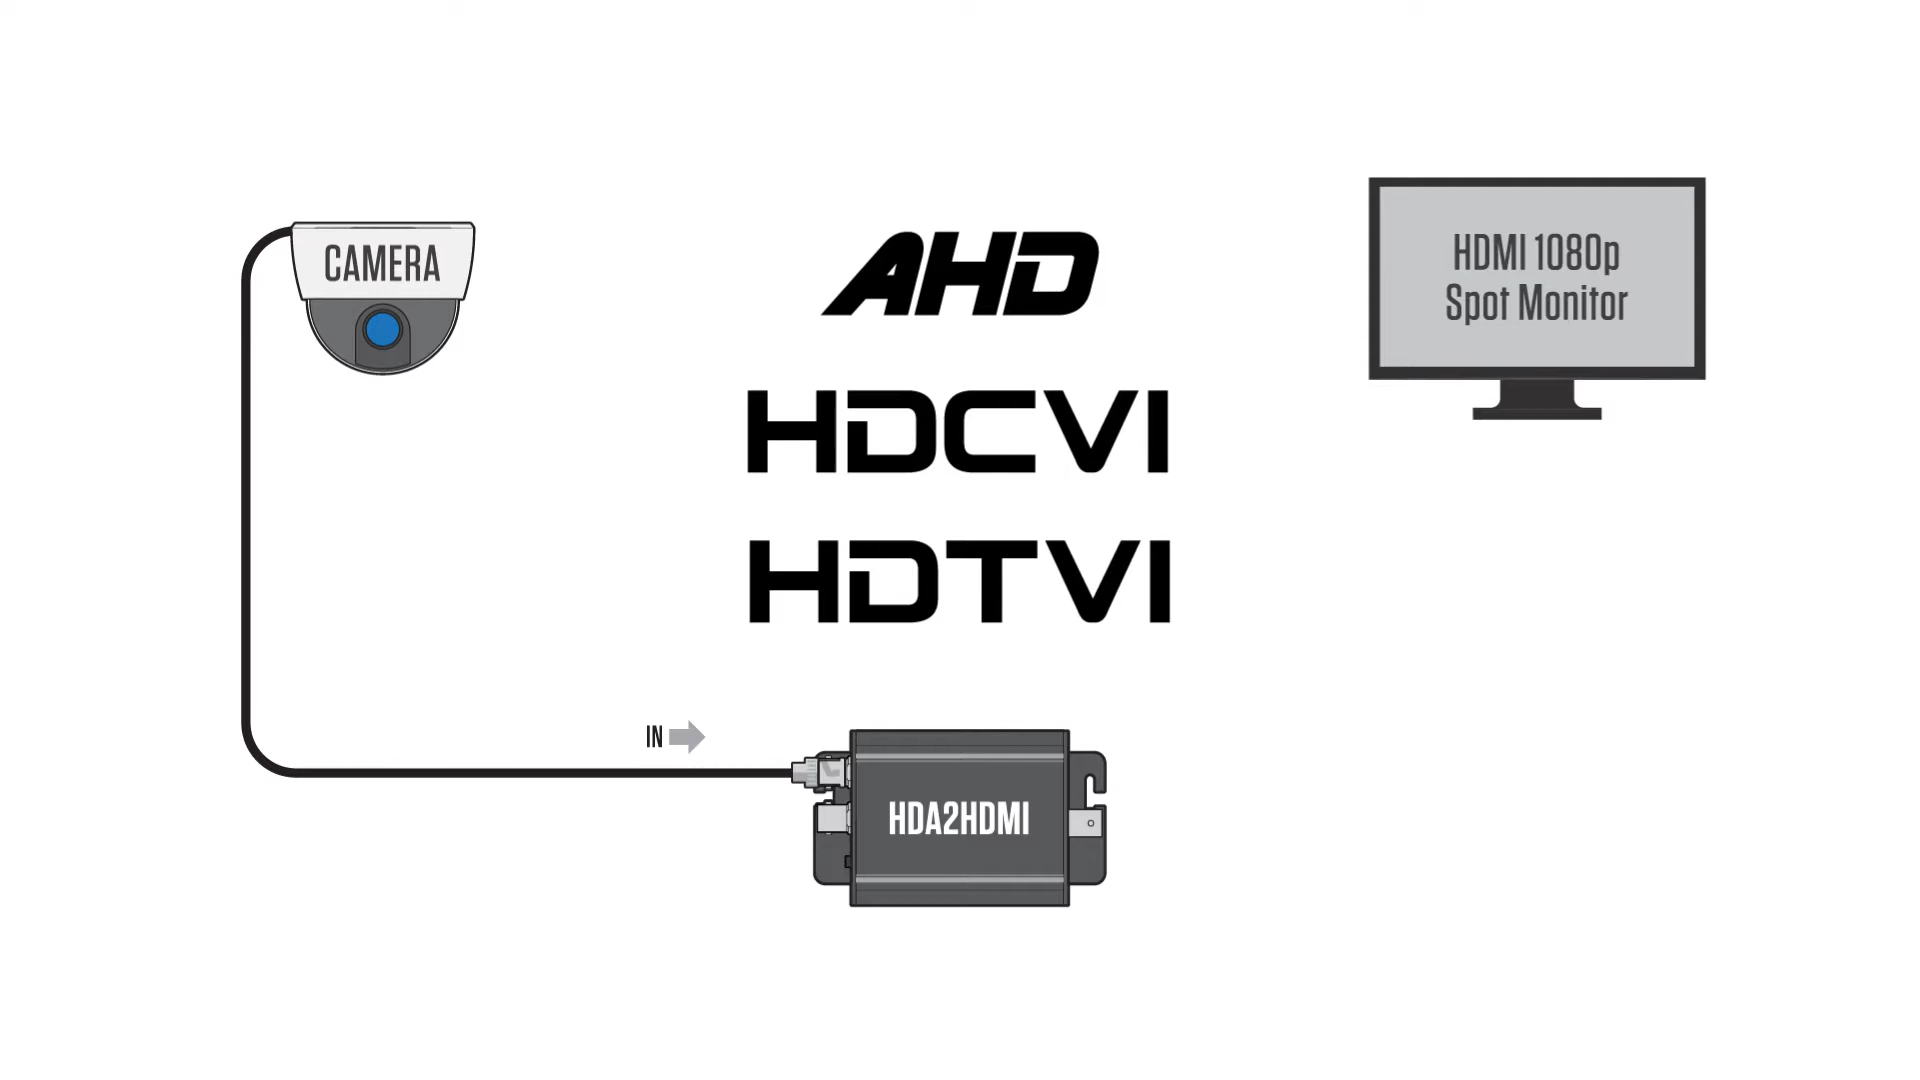 CAMERA
AHD
HDCVI
HDTVI
HDMI 1080p
Spot Monitor
IN
HDA2HDMI